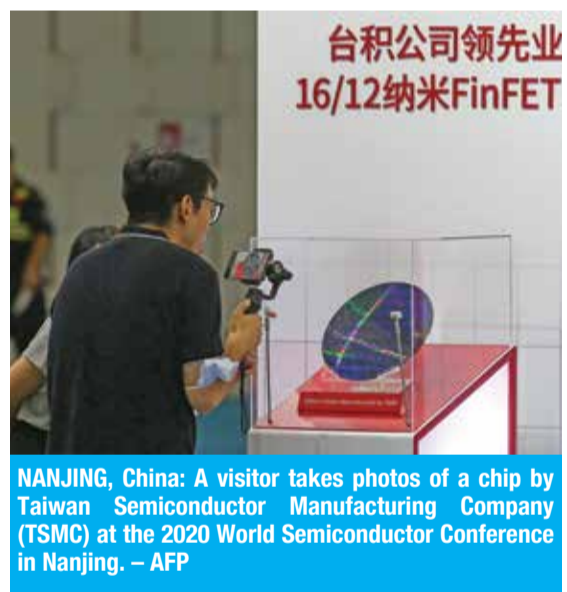 台积公司领先业
16/12纳米FinFET
NANJING, China: A visitor takes photos of a chip by
Taiwan Semiconductor Manufacturing Company
(TSMC) at the 2020 World Semiconductor Conference
in Nanjing. – AFP